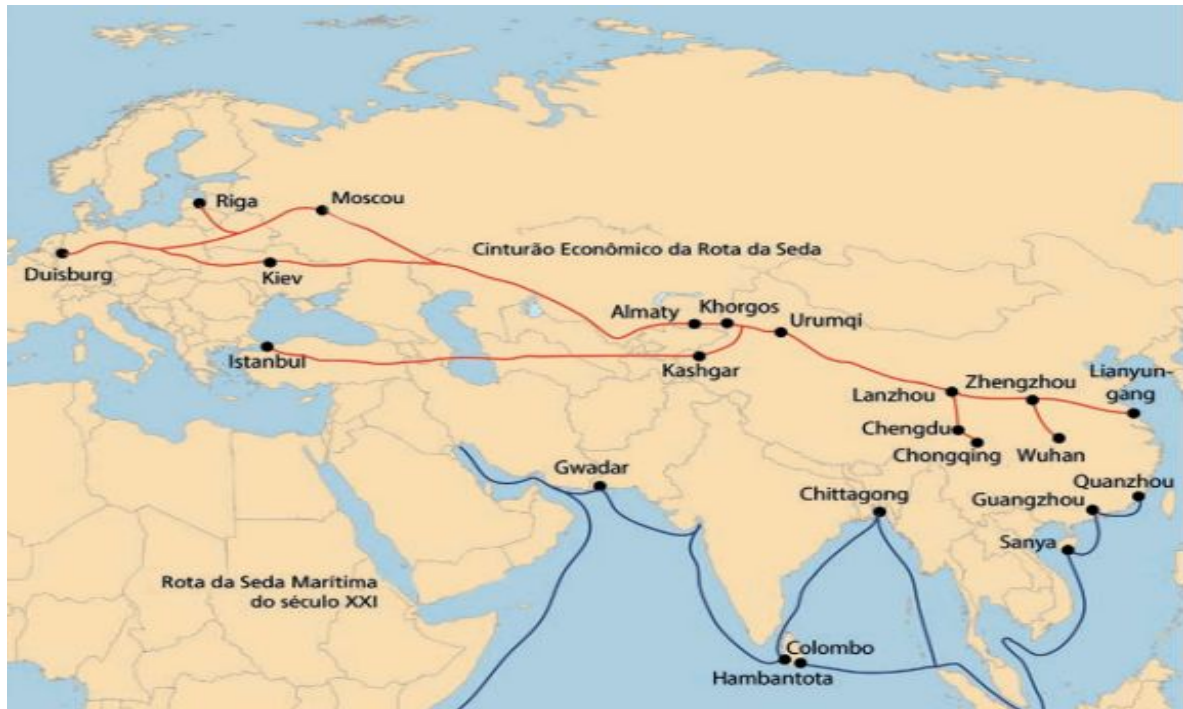 Riga
Moscou
Cinturão Econômico da Rota da Seda
Duisburg
Kiev
Almaty
Khorgos
Urumqi
Istanbul
Kashgar
Lanzhou
Zhengzhou
Lianyun-
gang
Chengdu
Chongqing
Wuhan
Gwadar
Chittagong
Guangzhou
Quanzhou
Sanya
Rota da Seda Marítima
do século XXI
Colombo
Hambantota